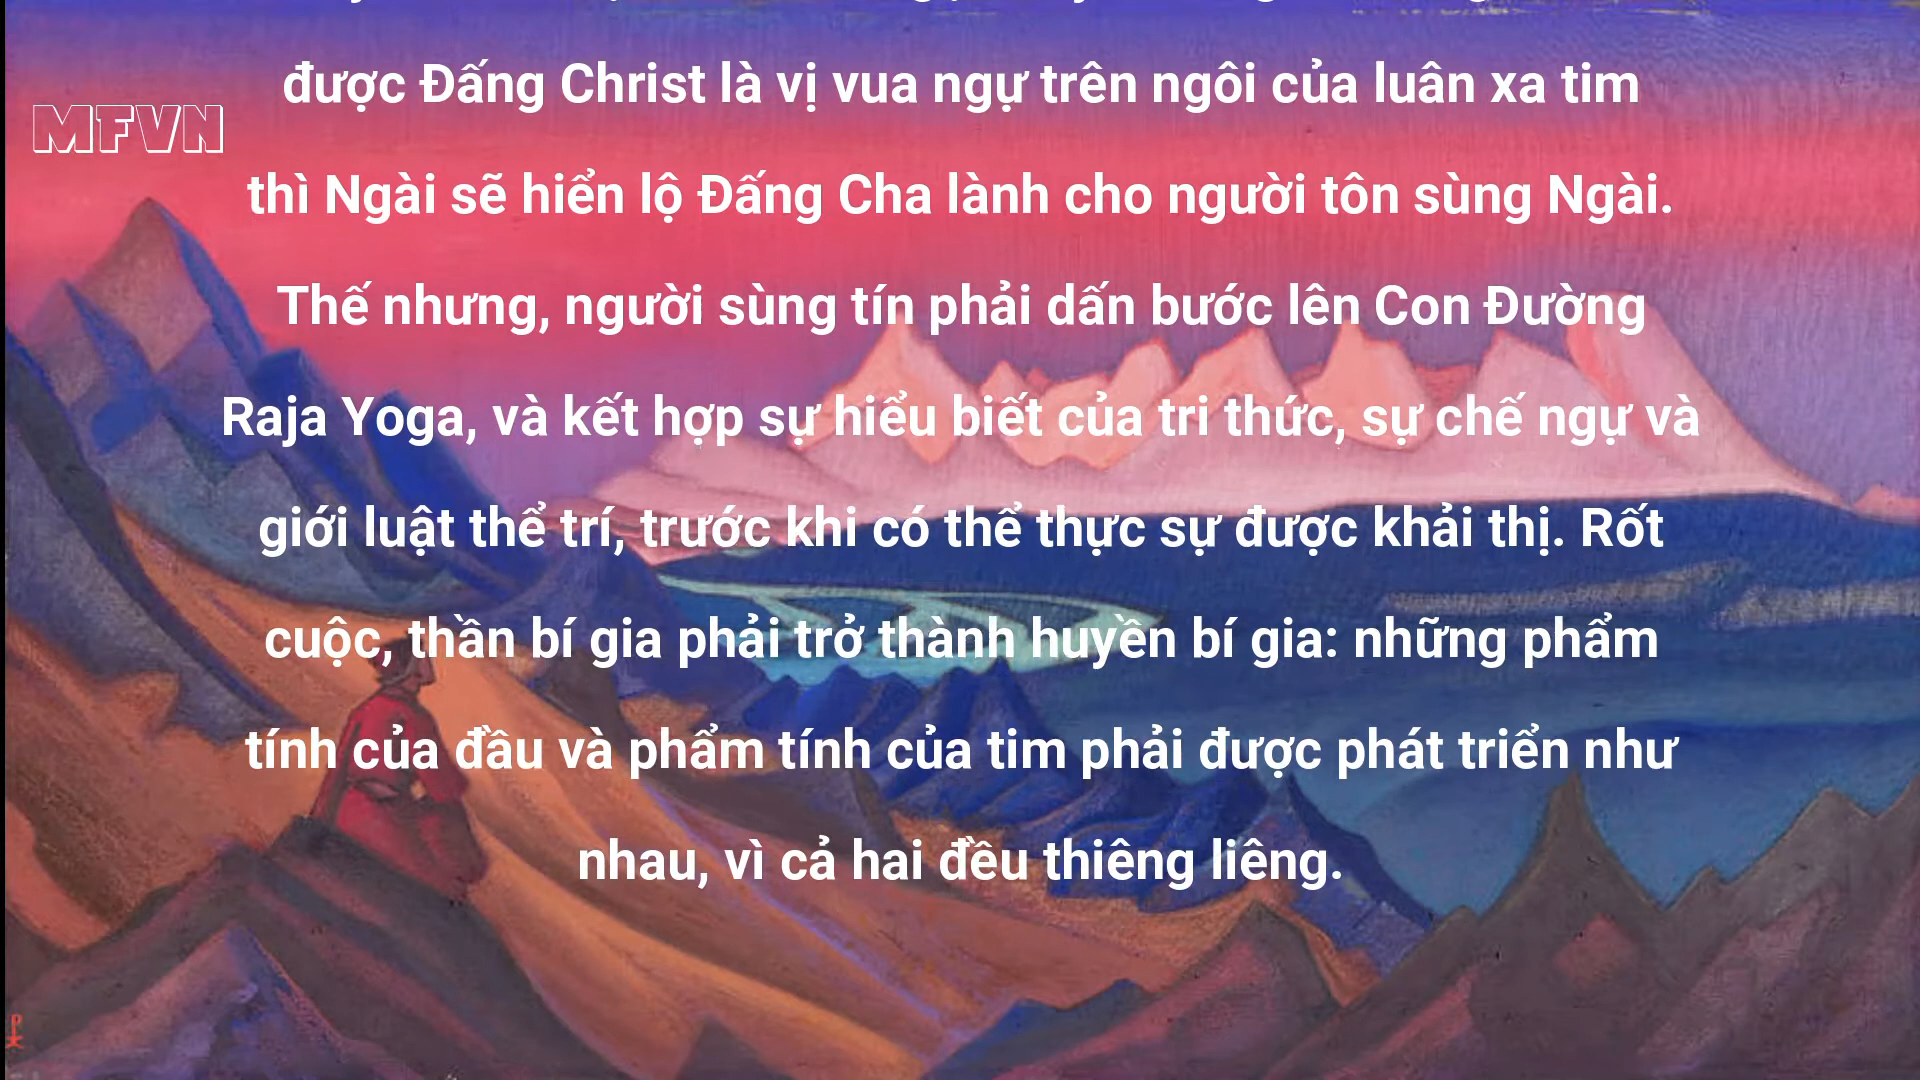 được Đấng Christ là vị vua ngự trên ngôi của luân xa tim
MFVN
thì Ngài sẽ hiển lộ Đấng Cha lành cho người tôn sùng Ngài.
Thế nhưng, người sùng tín phải dấn bước lên Con Đường
Raja Yoga, và kết hợp sự hiểu biết của tri thức, sự chế ngự và
giới luật thể trí, trước khi có thể thực sự được khải thị. Rốt
cuộc, thần bí gia phải trở thành huyền bí gia: những phẩm
tính của đầu và phẩm tính của tim phải được phát triển như
nhau, vì cả hai đều thiêng liêng.